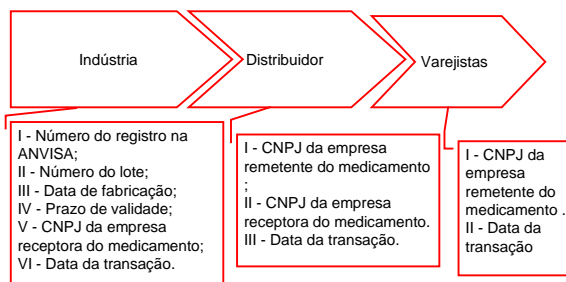 Indústria
Distribuidor
Varejistas
I - Número do registro na
ANVISA;
II - Número do lote;
III - Data de fabricação;
IV - Prazo de validade;
V - CNPJ da empresa
receptora do medicamento;
VI - Data da transação.
I - CNPJ da empresa
remetente do medicamento
;
II - CNPJ da empresa
receptora do medicamento.
III - Data da transação.
I - CNPJ da
empresa
remetente do
medicamento .
II - Data da
transação